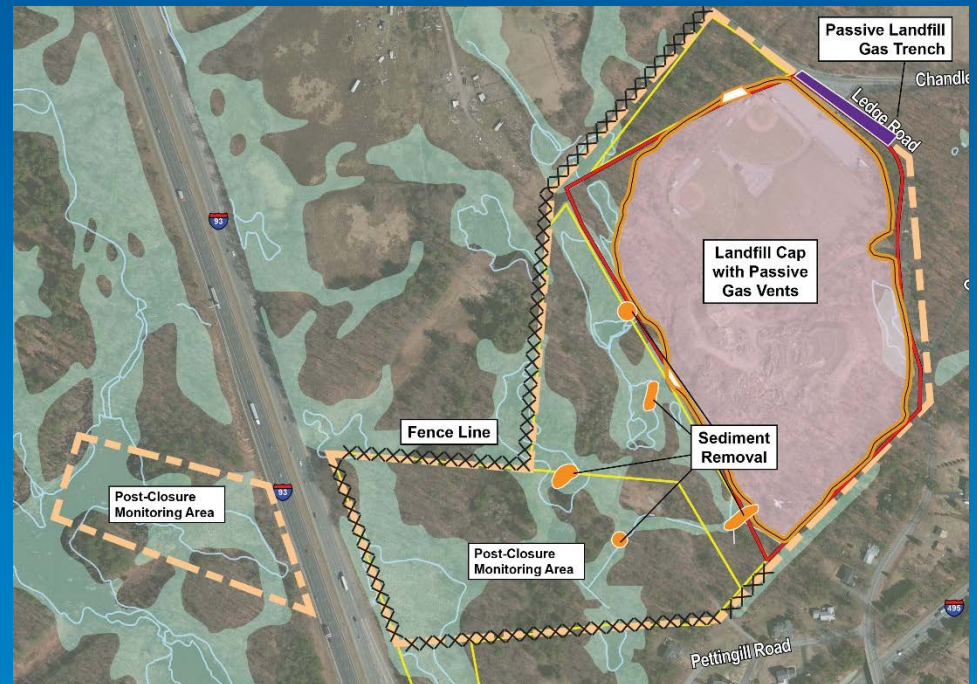 Passive Landfill
Gas Trench
Chandle
Ledge Road
93
Landfill Cap
with Passive
Gas Vents
Fence Line
Sediment
Removal
Post-Closure
Monitoring Area
93
Post-Closure
Monitoring Area
495
Pettingill Road